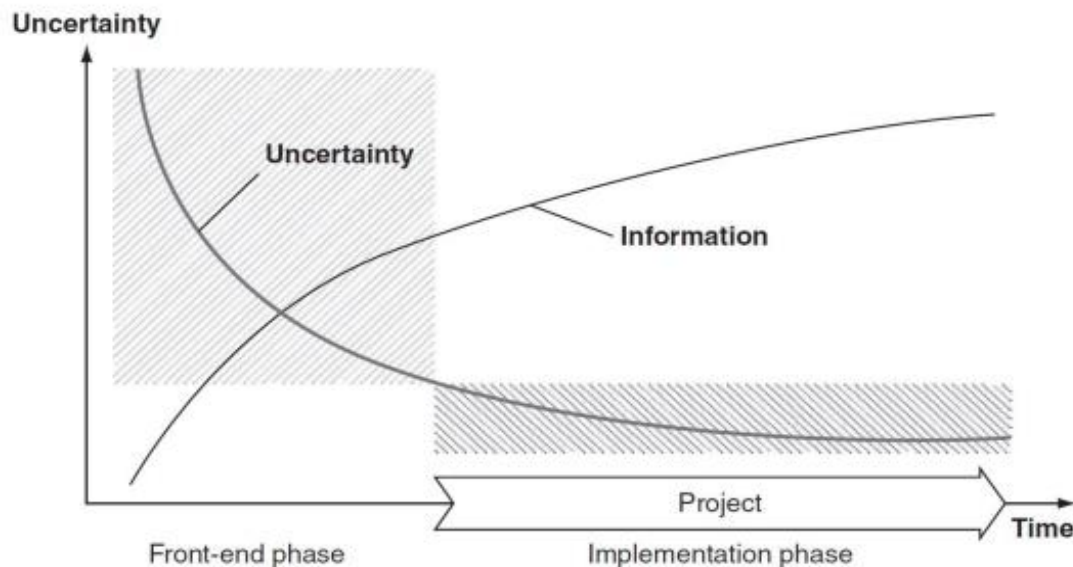 Uncertainty
Uncertainty
Information
Project
Time
Front-end phase
Implementation phase